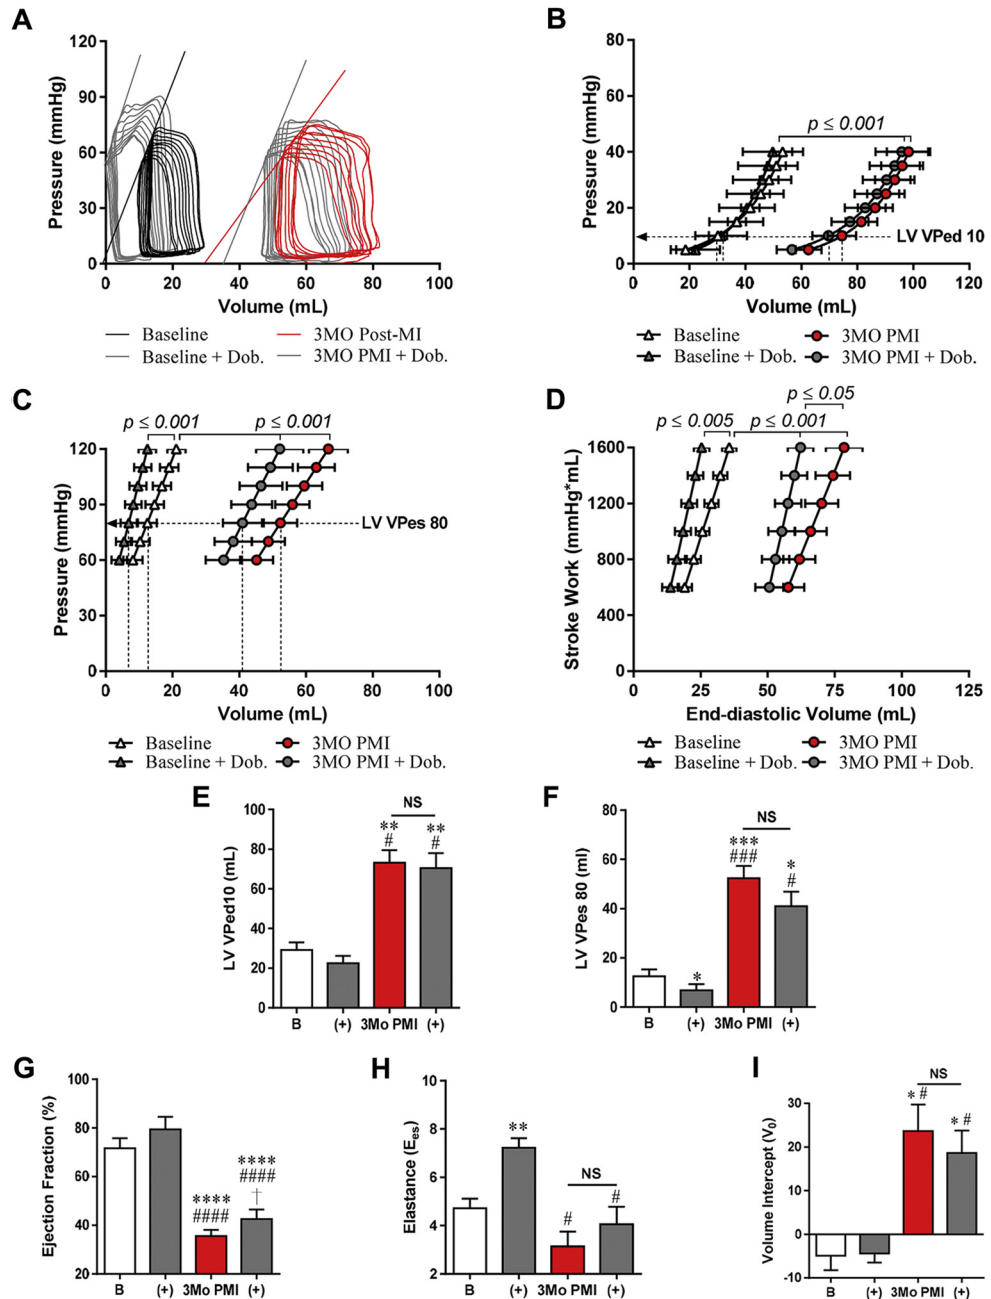 A
Pressure (mmHg)
120
90
60
30
0
0 20 40 60 80 100
Volume (mL)
Baseline
Baseline + Dob.
3MO Post-MI
3MO PMI + Dob.
B
Pressure (mmHg)
80
60
40
20
0
p ≤ 0.001
LV VPed 10
0 20 40 60 80 100 120
Volume (mL)
Baseline
Baseline + Dob.
3MO PMI
3MO PMI + Dob.
C
p ≤ 0.001
p ≤ 0.001
Pressure (mmHg)
120
90
60
30
0
LV VPes 80
0 20 40 60 80 100
Volume (mL)
Baseline
Baseline + Dob.
3MO PMI
3MO PMI + Dob.
D
p ≤ 0.05
p ≤ 0.005
p ≤ 0.001
Stroke Work (mmHg*mL)
1600
1200
800
400
0
0 25 50 75 100 125
End-diastolic Volume (mL)
Baseline
Baseline + Dob.
3MO PMI
3MO PMI + Dob.
E
LV VPed10 (mL)
100
80
60
40
20
0
NS
** **
# #
B (+) 3Mo PMI (+)
F
LV VPes 80 (ml)
80
60
40
20
0
NS
*
***
###
*
#
B (+) 3Mo PMI (+)
G
Ejection Fraction (%)
100
80
60
40
20
****
####
****
####
†
B (+) 3Mo PMI (+)
H
Elastance (Ees)
10
8
6
4
2
**
NS
# #
B (+) 3Mo PMI (+)
I
Volume Intercept (V0)
30
20
10
0
-10
NS
* # * #
B (+) 3Mo PMI (+)